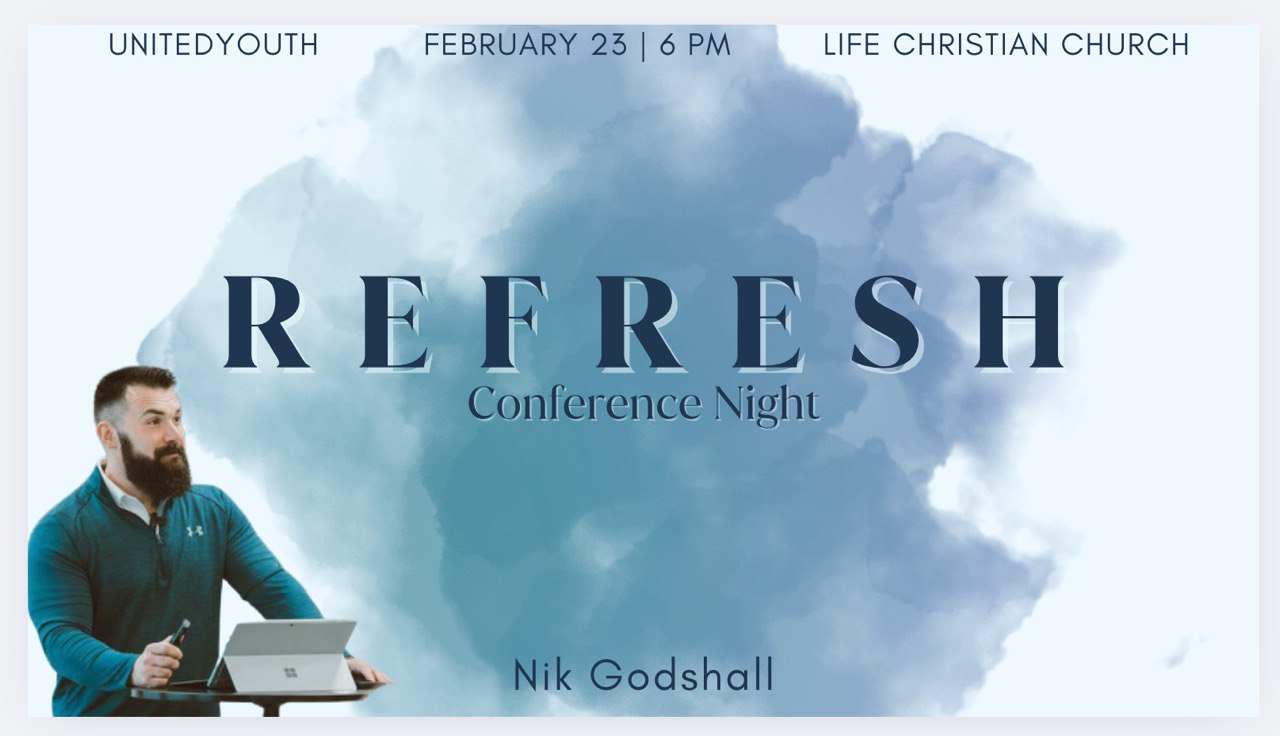 UNITEDYOUTH
FEBRUARY 23 | 6 PM
LIFE CHRISTIAN CHURCH
REFRESH
Conference Night
Nik Godshall